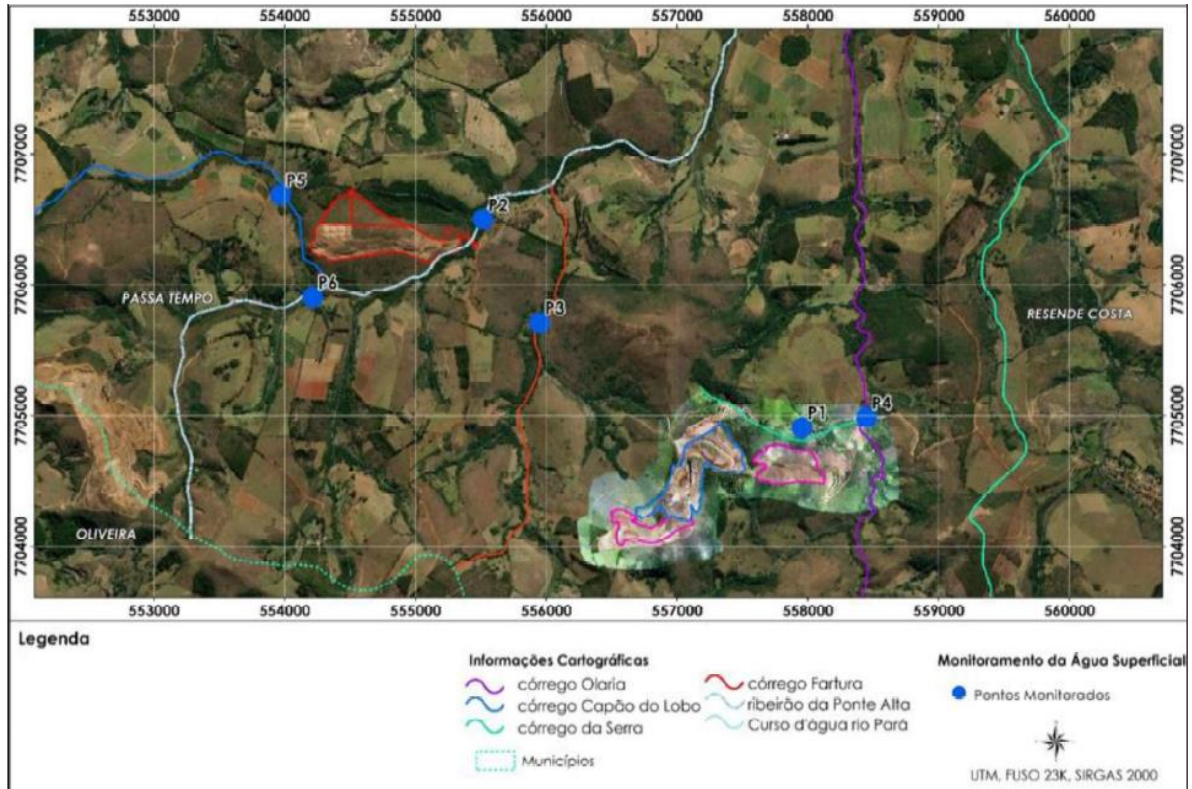 553000 554000 555000 556000 557000 558000 559000 560000
7707000 7707000
P5
P2
7706000 P6 7706000
PASSA TEMPO
P3 RESENDE COSTA
7705000 P1 P4 7705000
OLIVEIRA
7704000 7704000
553000 554000 555000 556000 557000 558000 559000 560000
Legenda
Informações Cartográficas
córrego Olaria
córrego Capão do Lobo
córrego da Serra
Municípios
córrego Fartura
ribeirão da Ponte Alta
Curso d'água rio Pará
Monitoramento da Água Superficial
Pontos Monitorados
UTM, FUSO 23K, SIRGAS 2000